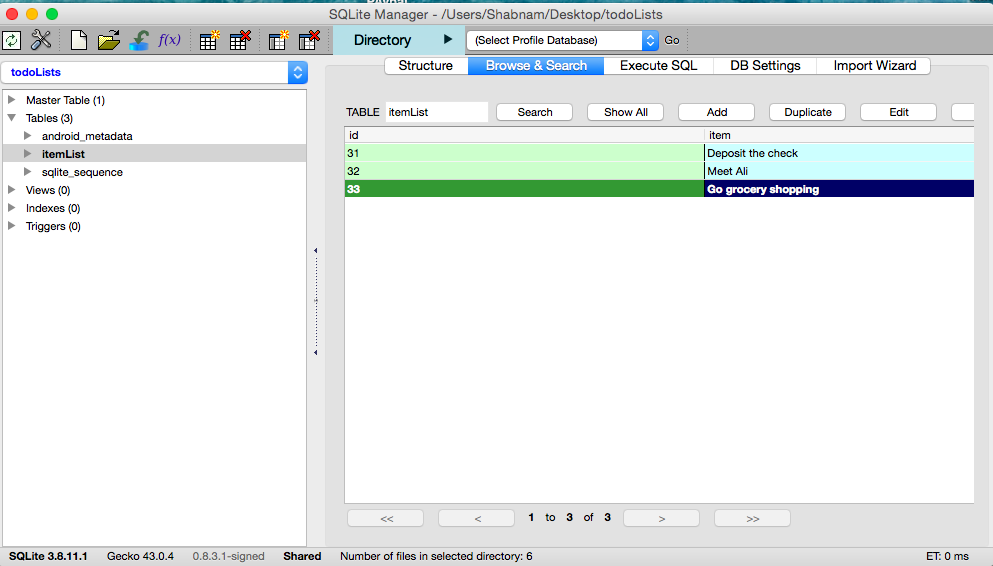 SQLite Manager - /Users/Shabnam/Desktop/todoLists
f(x)
Directory
(Select Profile Database)
Go
todoLists
Master Table (1)
Tables (3)
android_metadata
itemList
sqlite_sequence
Views (0)
Indexes (0)
Triggers (0)
Structure
Browse & Search
Execute SQL
DB Settings
Import Wizard
TABLE itemList
Search
Show All
Add
Duplicate
Edit
id item
31 Deposit the check
32 Meet Ali
33 Go grocery shopping
<< < 1 to 3 of 3 > >>
SQLite 3.8.11.1 Gecko 43.0.4 0.8.3.1-signed Shared Number of files in selected directory: 6 ET: 0 ms